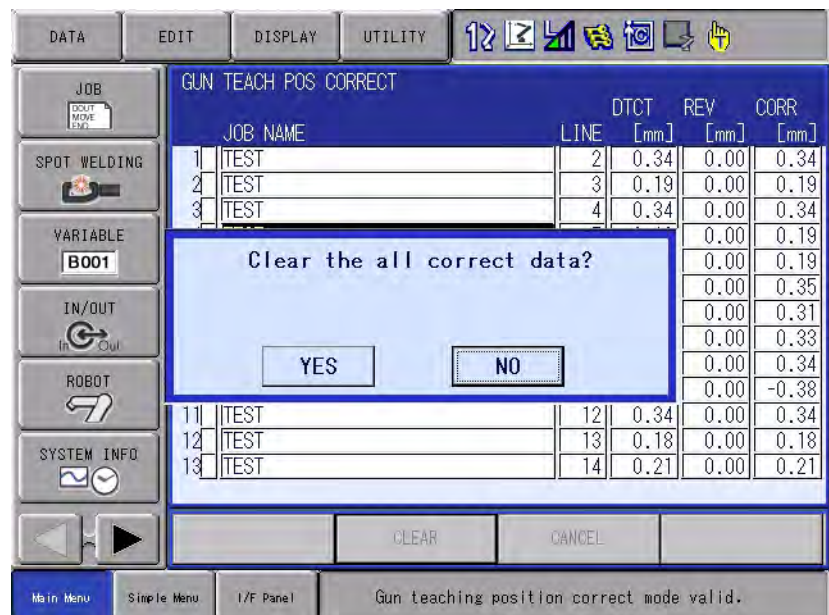 DATA EDIT DISPLAY UTILITY
JOB
DOUT
MOVE
END
SPOT WELDING
VARIABLE
B001
IN/OUT
In Out
ROBOT
SYSTEM INFO
GUN TEACH POS CORRECT
DTCT REV CORR
JOB NAME LINE [mm] [mm] [mm]
1 TEST 2 0.34 0.00 0.34
2 TEST 3 0.19 0.00 0.19
3 TEST 4 0.34 0.00 0.34
0.00 0.19
0.00 0.19
0.00 0.35
0.00 0.31
0.00 0.33
0.00 0.34
0.00 -0.38
11 TEST 12 0.34 0.00 0.34
12 TEST 13 0.18 0.00 0.18
13 TEST 14 0.21 0.00 0.21
Clear the all correct data?
YES NO
CLEAR CANCEL
Main Menu Simple Menu I/F Panel Gun teaching position correct mode valid.